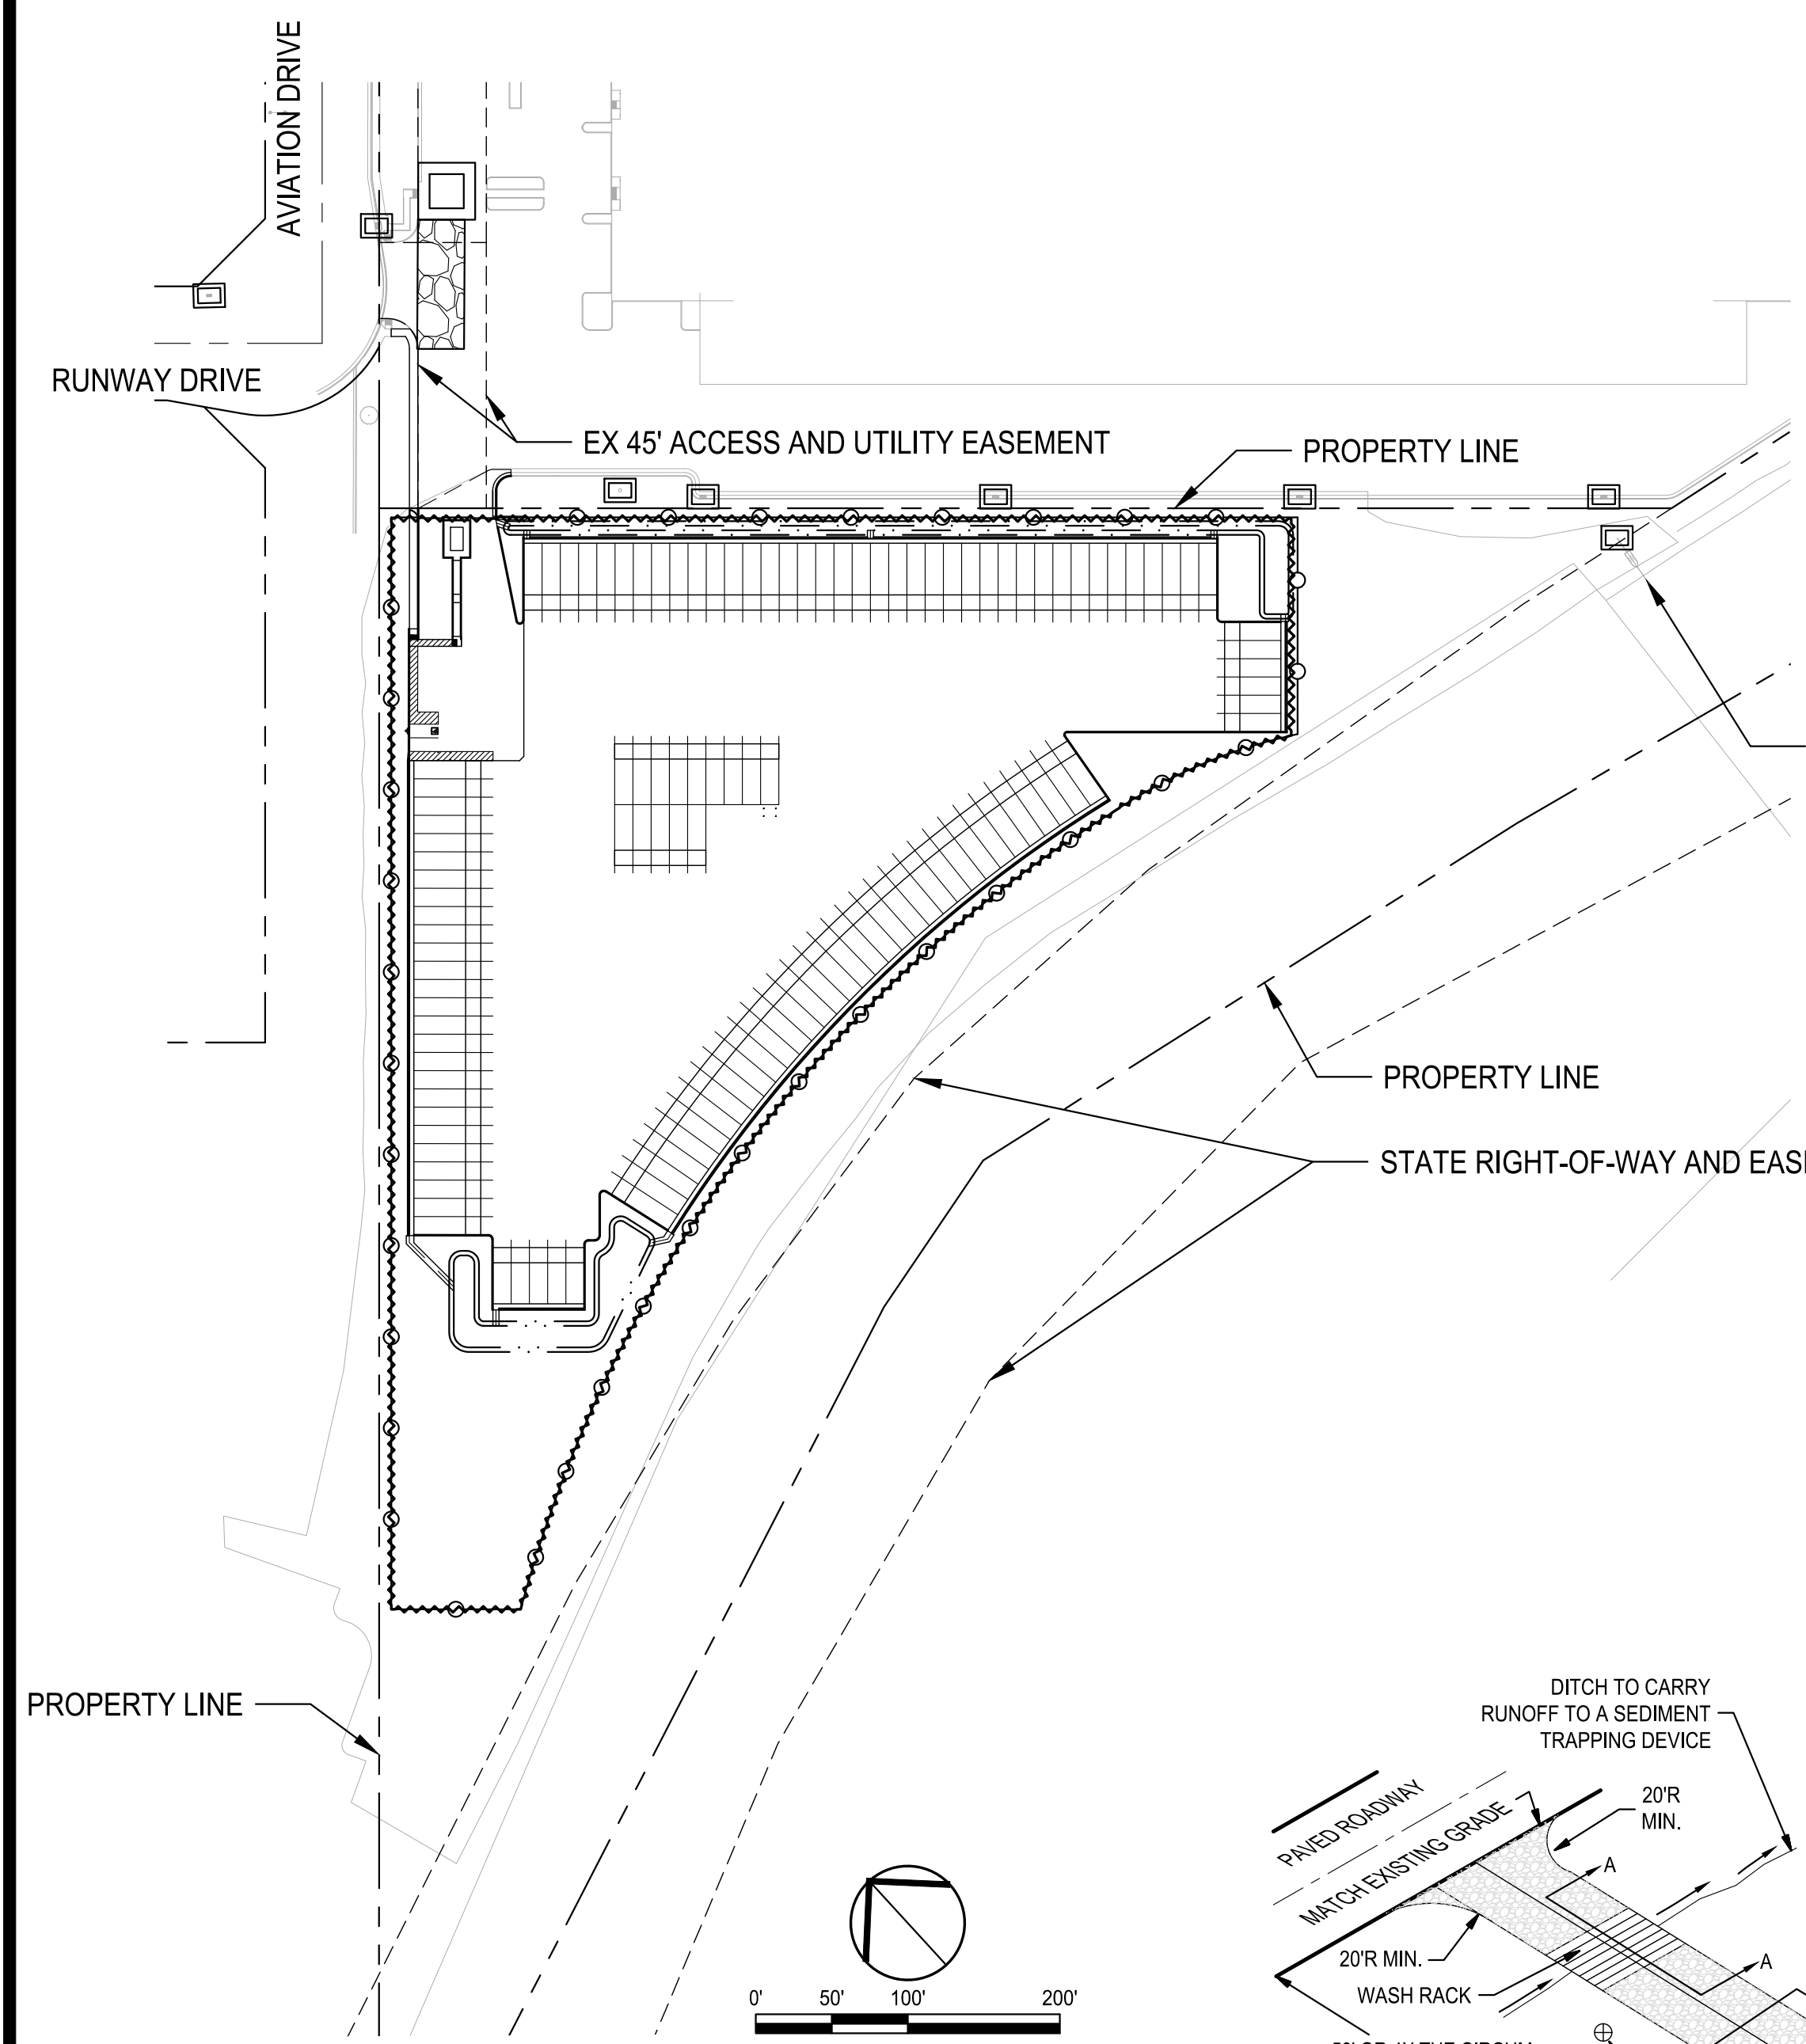 AVIATION DRIVE
RUNWAY DRIVE
EX 45' ACCESS AND UTILITY EASEMENT
PROPERTY LINE
PROPERTY LINE
STATE RIGHT-OF-WAY AND
PROPERTY LINE
DITCH TO CARRY
RUNOFF TO A SEDIMENT
TRAPPING DEVICE
20'R
MIN.
PAVED ROADWAY
MATCH EXISTING GRADE
A
20'R MIN.
A
WASH RACK
0' 50' 100' 200'